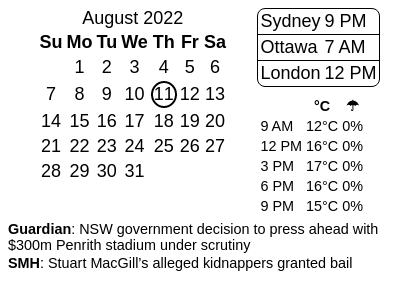 August 2022
Su Mo Tu We Th Fr Sa
1 2 3 4 5 6
7 8 9 10 11 12 13
14 15 16 17 18 19 20
21 22 23 24 25 26 27
28 29 30 31
Sydney 9 PM
Ottawa 7 AM
London 12 PM
°C ☂
9 AM 12°C 0%
12 PM 16°C 0%
3 PM 17°C 0%
6 PM 16°C 0%
9 PM 15°C 0%
Guardian: NSW government decision to press ahead with
$300m Penrith stadium under scrutiny
SMH: Stuart MacGill’s alleged kidnappers granted bail